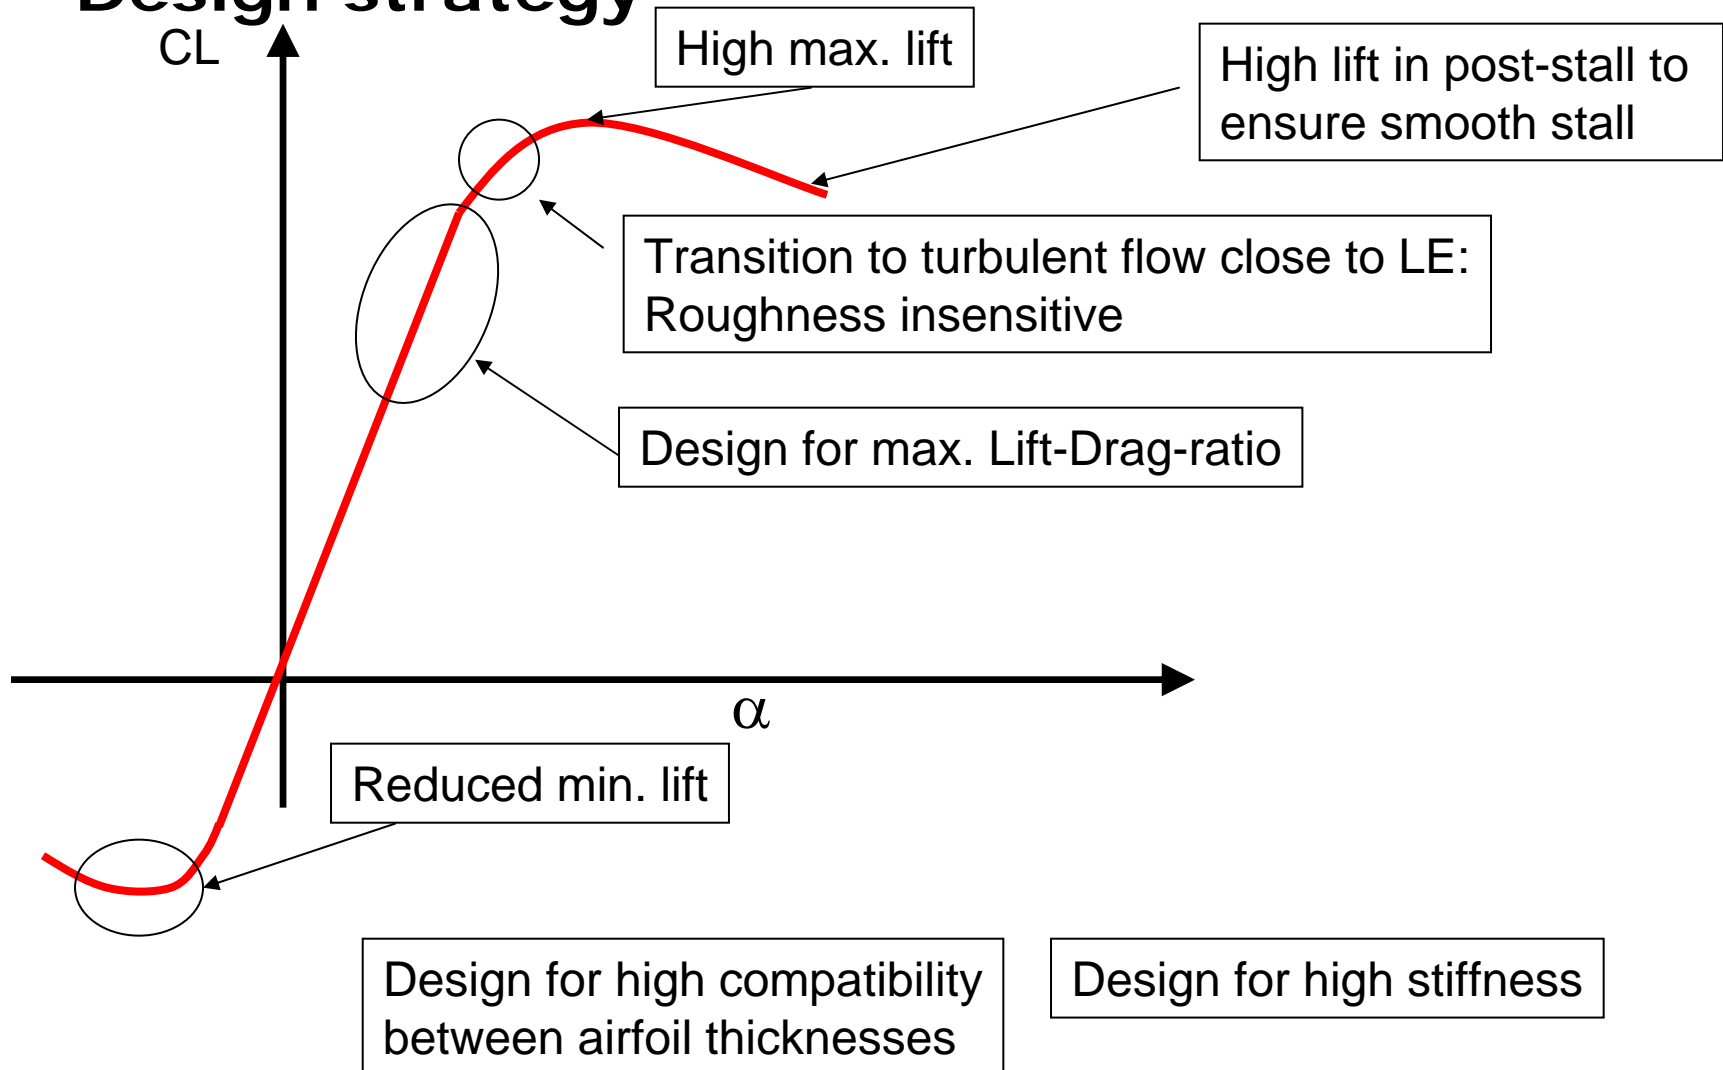 Design strategy
CL
High max. lift
High lift in post-stall to
ensure smooth stall
Transition to turbulent flow close to LE:
Roughness insensitive
Design for max. Lift-Drag-ratio
α
Reduced min. lift
Design for high compatibility
between airfoil thicknesses
Design for high stiffness